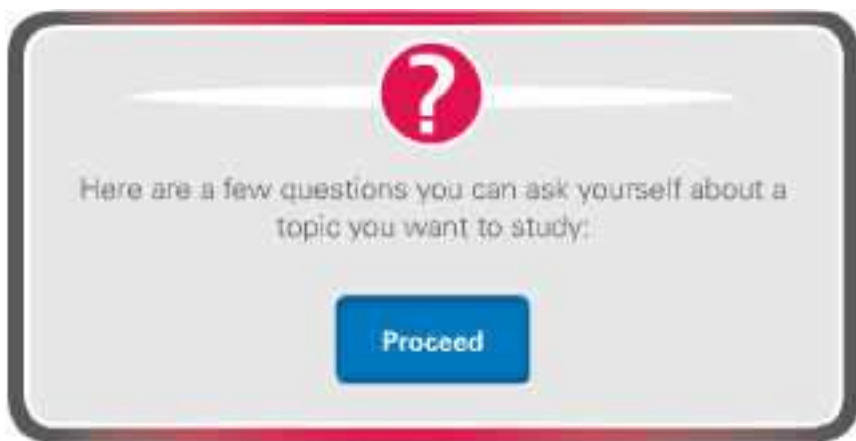 ?
Here are a few questions you can ask yourself about a
topic you want to study:
Proceed